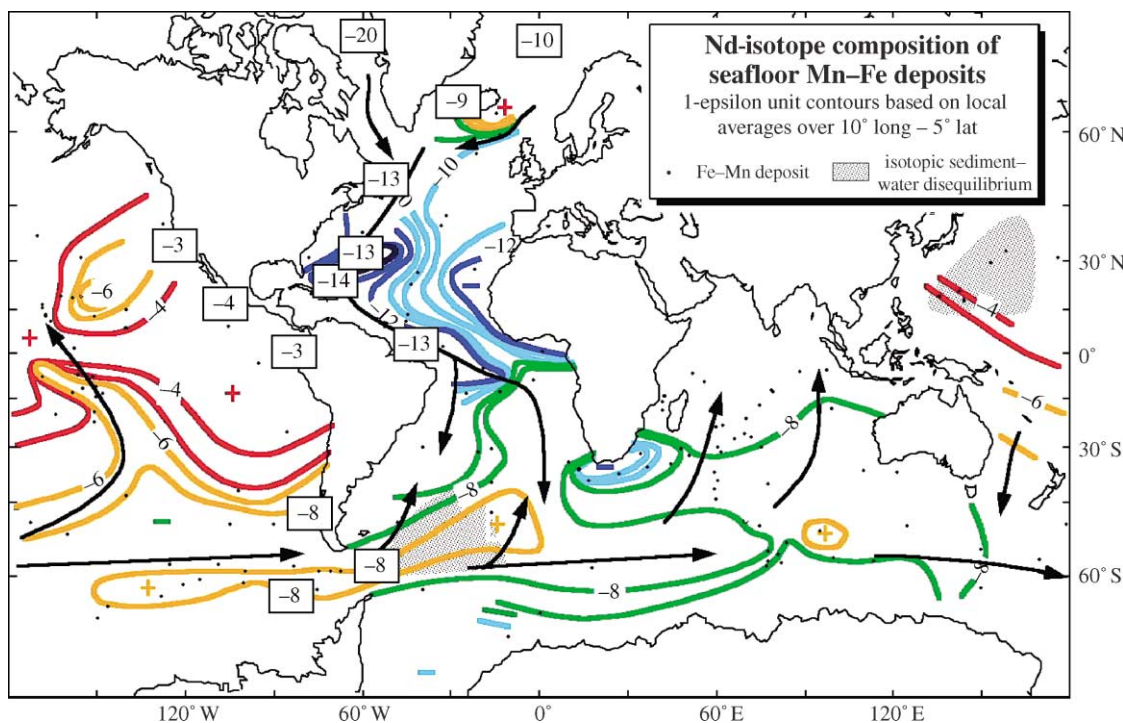 Nd-isotope composition of
seafloor Mn–Fe deposits
1-epsilon unit contours based on local
averages over 10° long – 5° lat
Fe–Mn deposit
isotopic sediment–
water disequilibrium
–20
–10
–9
+
60° N
–10
–13
–3
–13
–12
30° N
–6
–14
–4
–4
–4
–12
+
–3
–13
0°
–4
+
–6
–6
–8
30° S
–6
–
–8
–8
+
+
–
–8
–8
60° S
+
–8
–8
–
120° W
60° W
0°
60° E
120° E